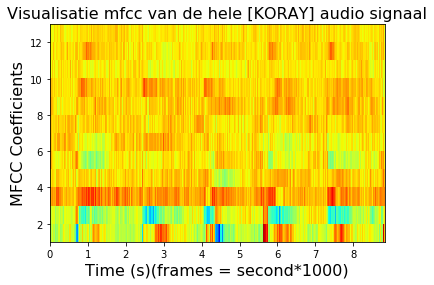 Visualisatie mfcc van de hele [KORAY] audio signaal
MFCC Coefficients
12
10
8
6
4
2
0 1 2 3 4 5 6 7 8
Time (s)(frames = second*1000)